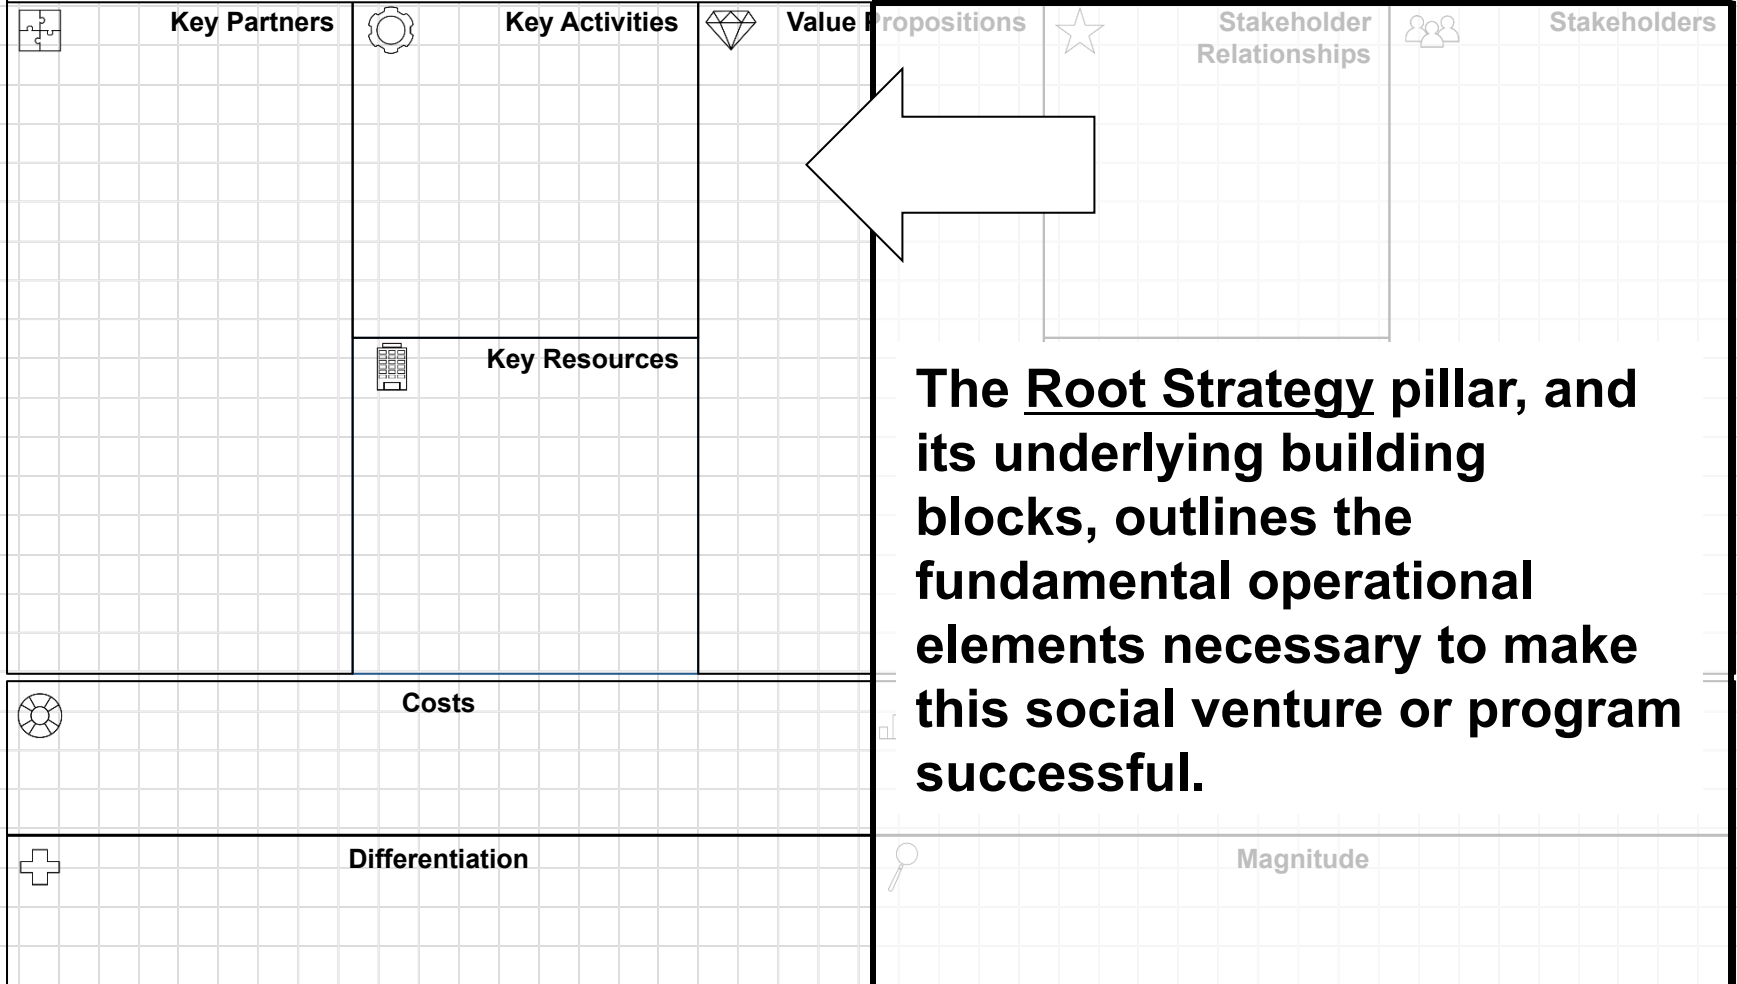 Key Partners
Key Activities
Value Propositions
Stakeholder
Relationships
Stakeholders
Key Resources
The Root Strategy pillar, and
its underlying building
blocks, outlines the
fundamental operational
elements necessary to make
this social venture or program
successful.
Costs
Differentiation
Magnitude